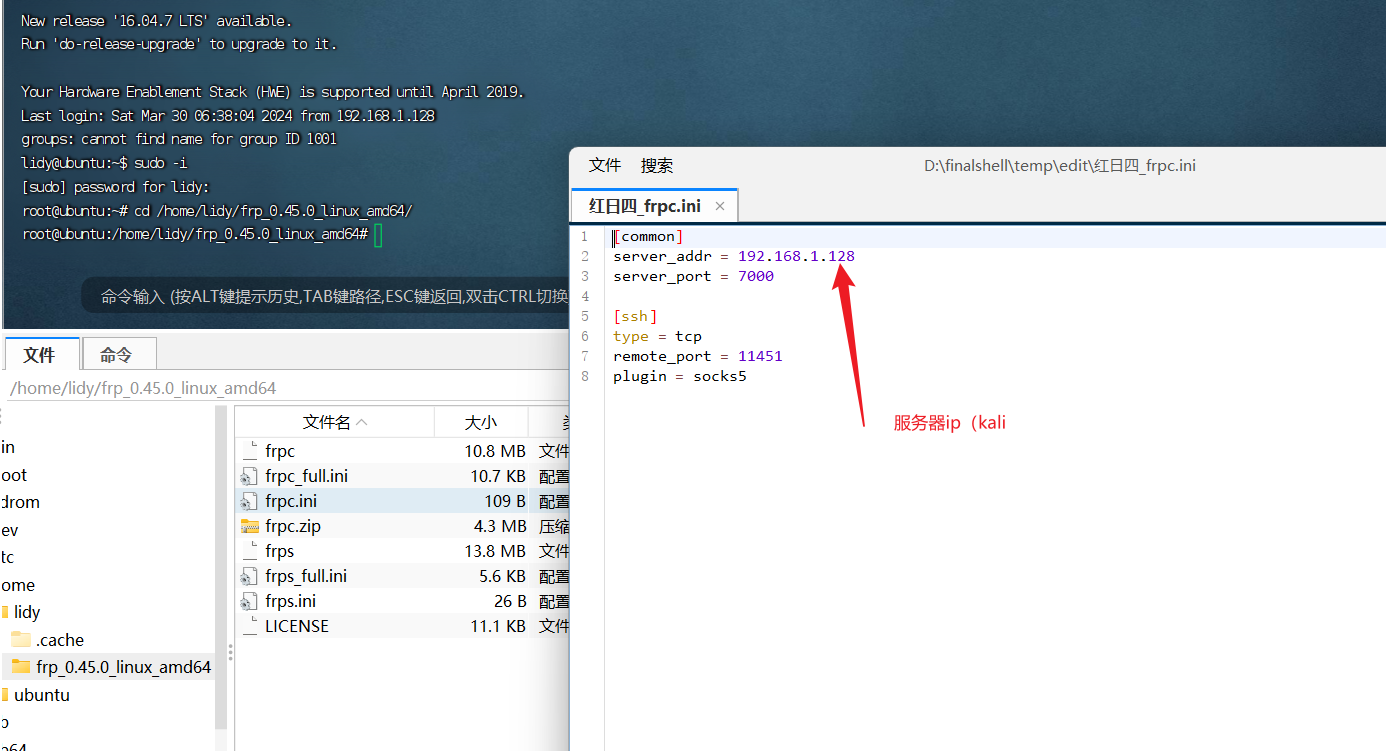 New release '16.04.7 LTS' available.
Run 'do-release-upgrade' to upgrade to it.
Your Hardware Enablement Stack (HWE) is supported until April 2019.
Last login: Sat Mar 30 06:38:04 2024 from 192.168.1.128
groups: cannot find name for group ID 1001
lidy@ubuntu:~$ sudo -i
[sudo] password for lidy:
root@ubuntu:~# cd /home/lidy/frp_0.45.0_linux_amd64/
root@ubuntu:/home/lidy/frp_0.45.0_linux_amd64#
命令输入 (按ALT键提示历史,TAB键路径,ESC键返回,双击CTRL切换
文件 命令
/home/lidy/frp_0.45.0_linux_amd64
in
oot
drom
ev
tc
ome
lidy
.cache
frp_0.45.0_linux_amd64
ubuntu
文件名 大小
frpc 10.8 MB 文件
frpc_full.ini 10.7 KB 配置
frpc.ini 109 B 配置
frpc.zip 4.3 MB 压缩
frps 13.8 MB 文件
frps_full.ini 5.6 KB 配置
frps.ini 26 B 配置
LICENSE 11.1 KB 文件
文件 搜索 D:\finalshell\temp\edit\红日四_frpc.ini
红日四_frpc.ini ×
1 [common]
2 server_addr = 192.168.1.128
3 server_port = 7000
4
5 [ssh]
6 type = tcp
7 remote_port = 11451
8 plugin = socks5
服务器ip（kali